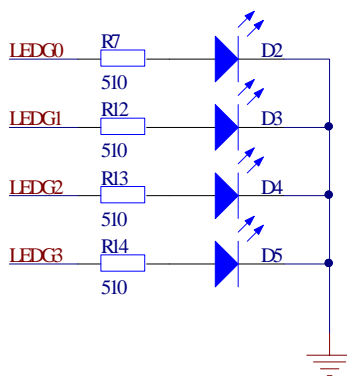 LEDG0 R7 D2
510
LEDG1 R12 D3
510
LEDG2 R13 D4
510
LEDG3 R14 D5
510